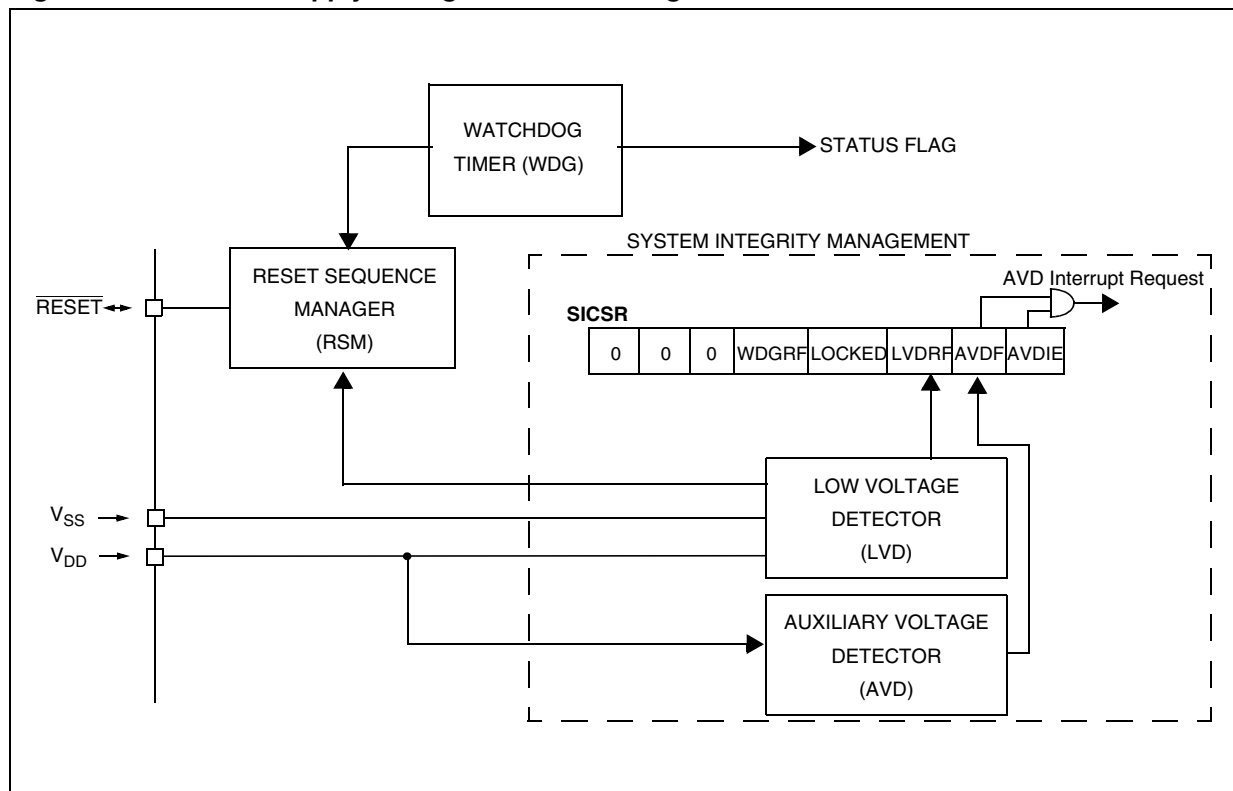 WATCHDOG
TIMER (WDG)
STATUS FLAG
SYSTEM INTEGRITY MANAGEMENT
RESET SEQUENCE
MANAGER
(RSM)
AVD Interrupt Request
RESET
SICSR
0 0 0 WDGRF LOCKED LVDRF AVDF AVDIE
LOW VOLTAGE
DETECTOR
(LVD)
VSS
VDD
AUXILIARY VOLTAGE
DETECTOR
(AVD)